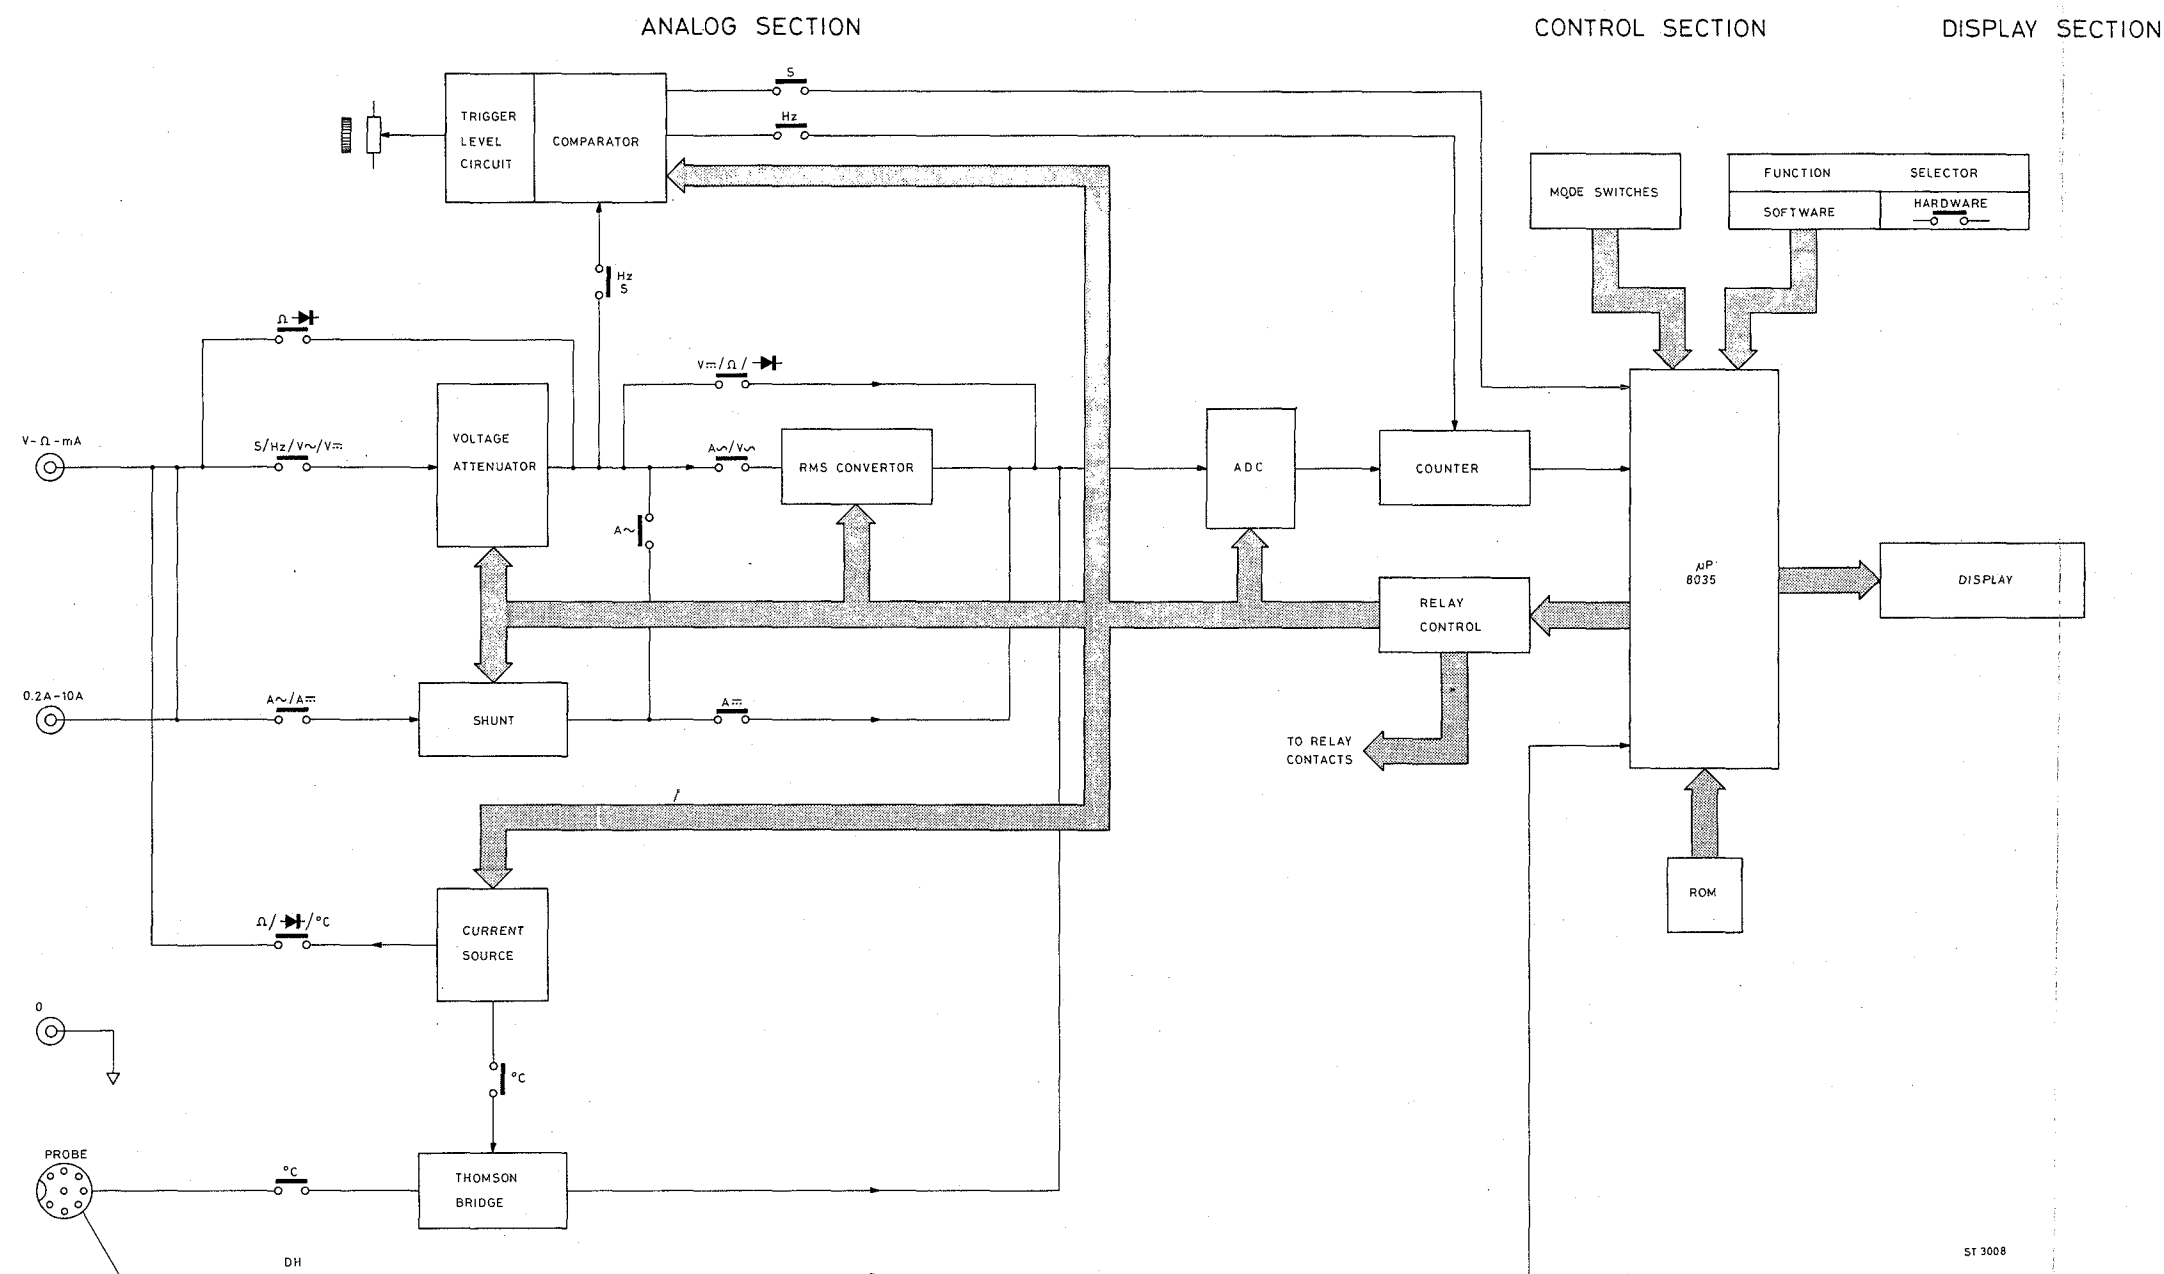 ANALOG SECTION
CONTROL SECTION
DISPLAY SECTION
S
TRIGGER
LEVEL
CIRCUIT
COMPARATOR
Hz
MODE SWITCHES
FUNCTION SELECTOR
SOFTWARE
HARDWARE
Hz
S
Ω
V⎓/Ω/
V-Ω-mA
S/Hz/V~/V⎓
VOLTAGE
ATTENUATOR
A~/V~
RMS CONVERTOR
ADC
COUNTER
A~
µP
8035
DISPLAY
RELAY
CONTROL
0.2A-10A
A~/A⎓
SHUNT
A⎓
TO RELAY
CONTACTS
ROM
Ω/ /°C
CURRENT
SOURCE
0
°C
PROBE
°C
THOMSON
BRIDGE
DH
ST 3008